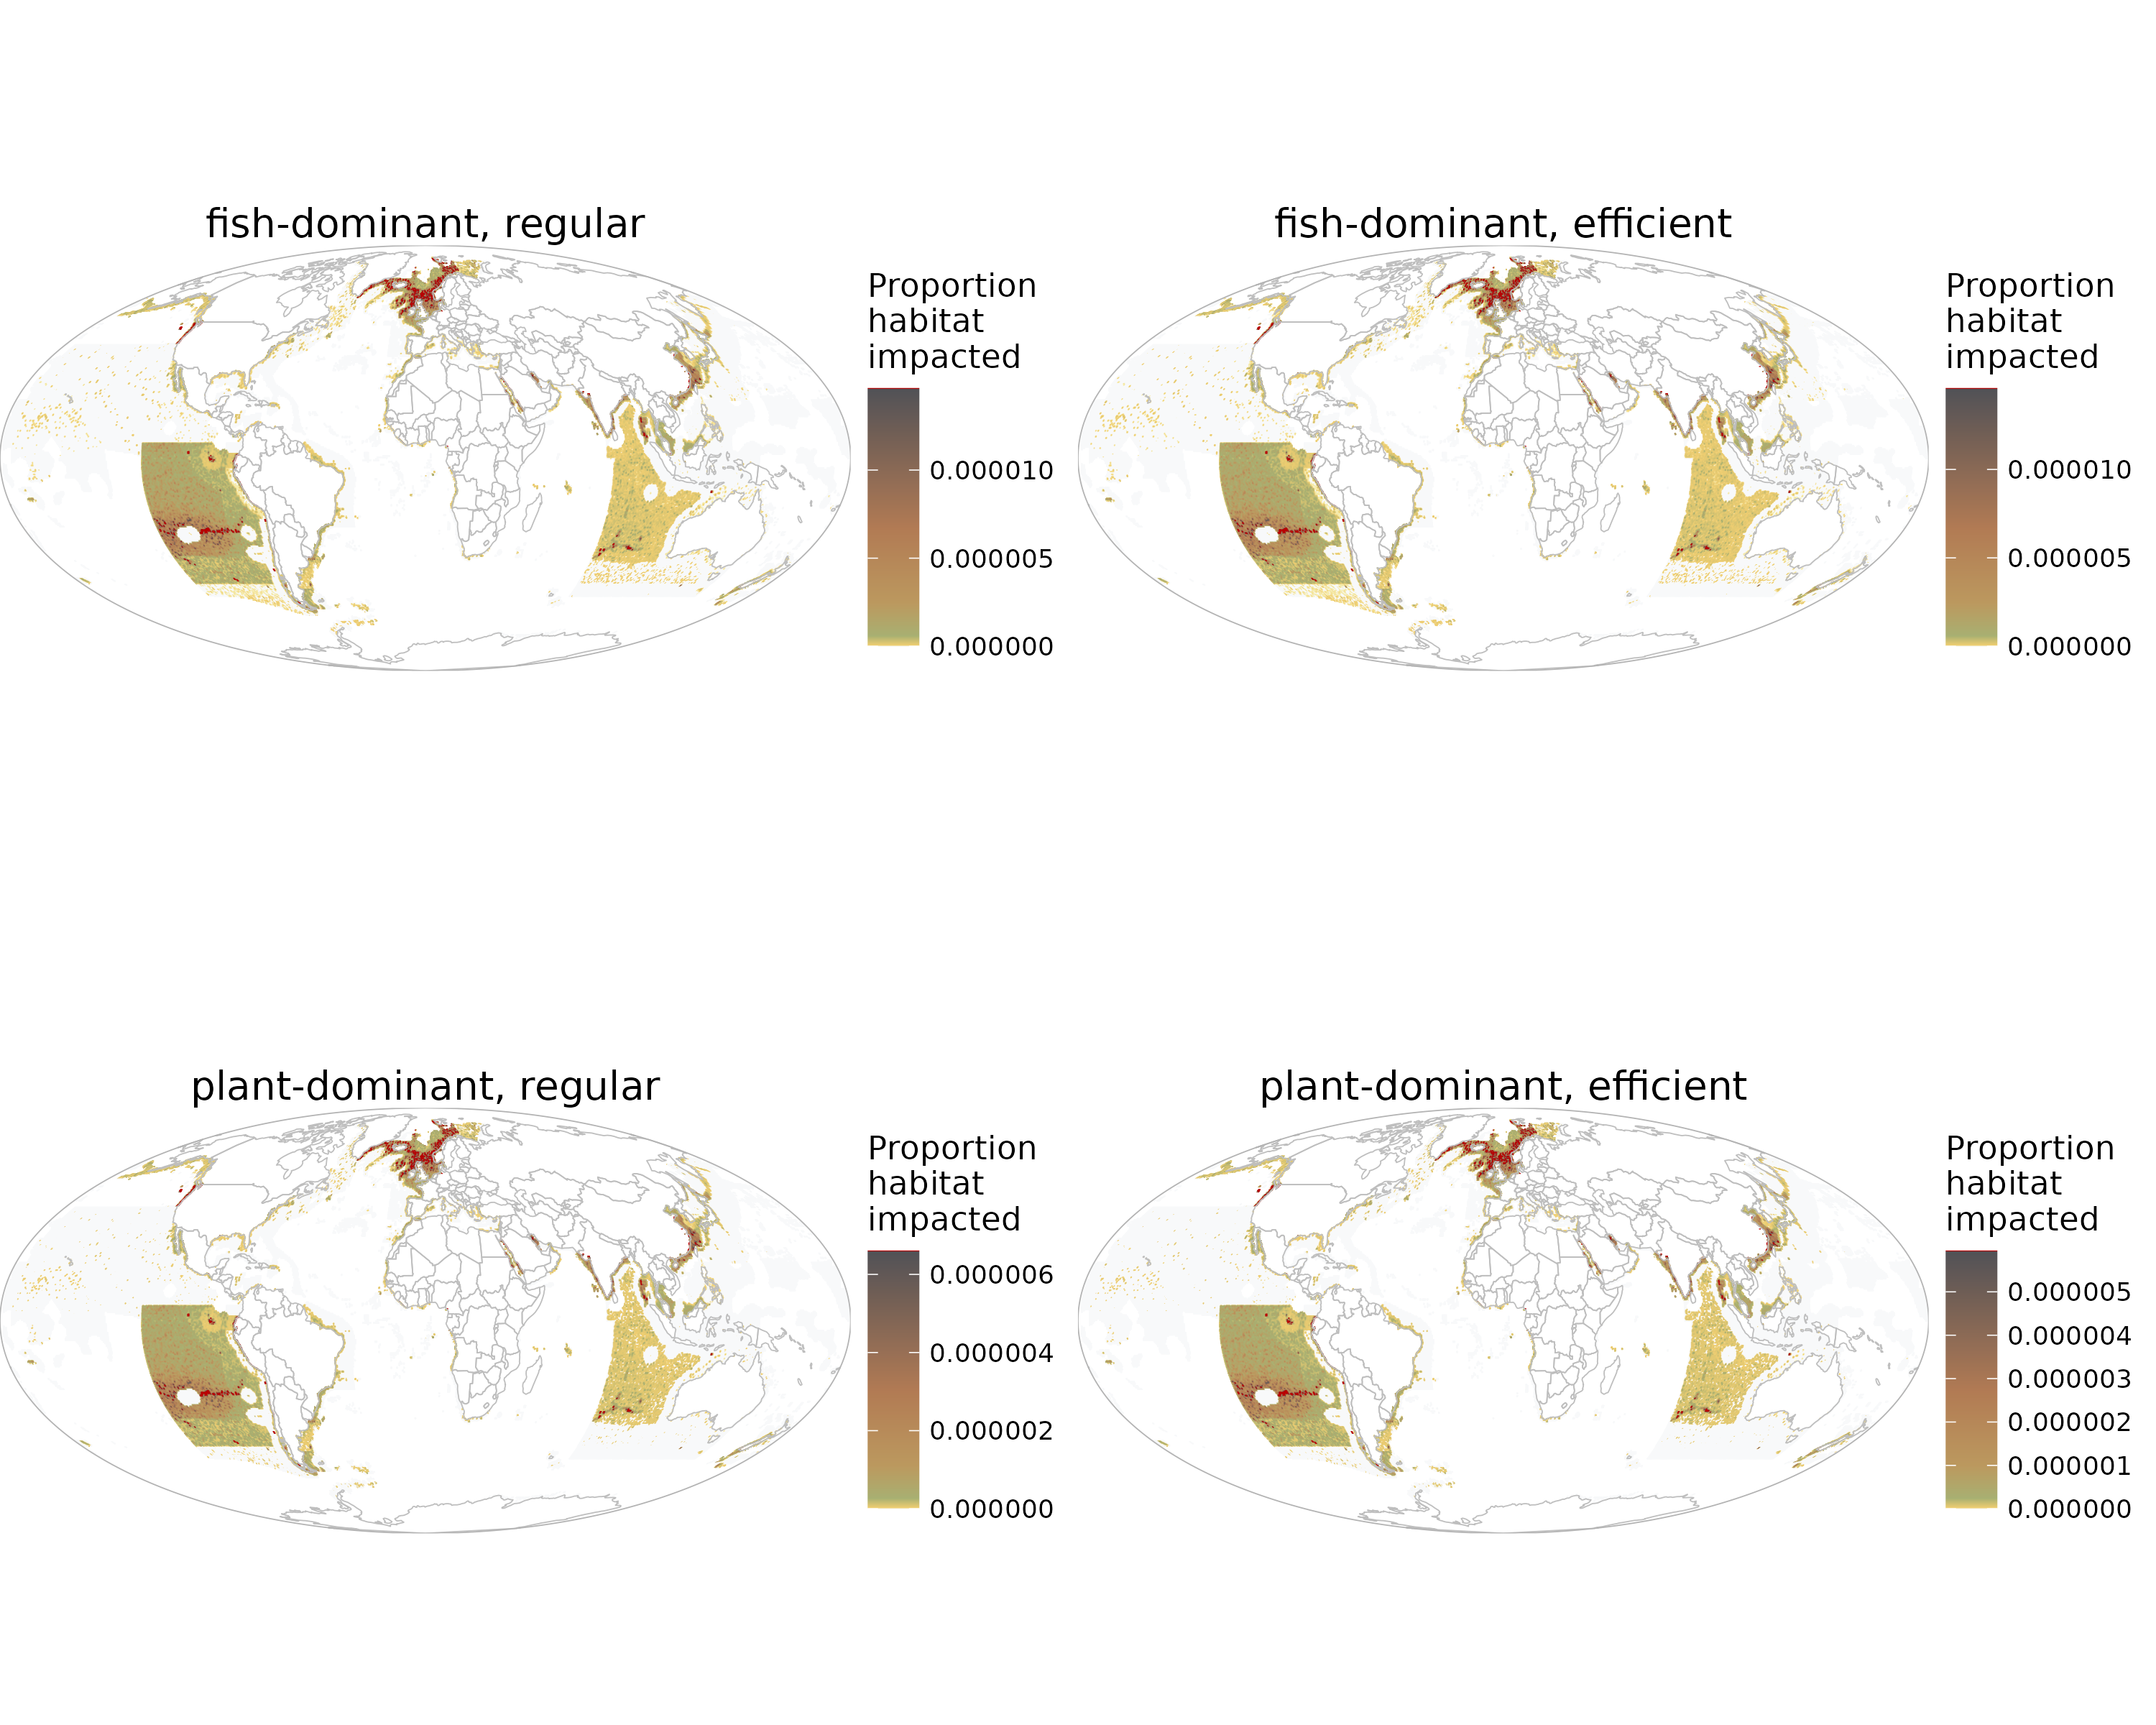 fish-dominant, regular
Proportion
habitat
impacted
0.000010
0.000005
0.000000
fish-dominant, efficient
Proportion
habitat
impacted
0.000010
0.000005
0.000000
plant-dominant, regular
Proportion
habitat
impacted
0.000006
0.000004
0.000002
0.000000
plant-dominant, efficient
Proportion
habitat
impacted
0.000005
0.000004
0.000003
0.000002
0.000001
0.000000